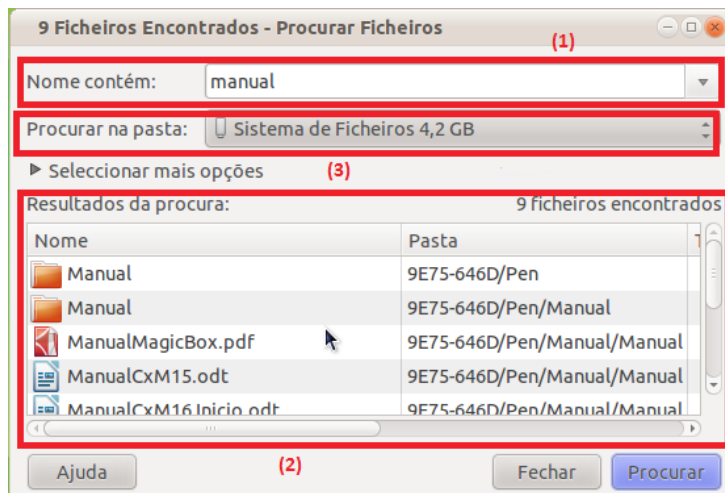 9 Ficheiros Encontrados - Procurar Ficheiros
(1)
Nome contém: manual
Procurar na pasta: Sistema de Ficheiros 4,2 GB
Seleccionar mais opções (3)
Resultados da procura: 9 ficheiros encontrados
Nome Pasta
Manual 9E75-646D/Pen
Manual 9E75-646D/Pen/Manual
ManualMagicBox.pdf 9E75-646D/Pen/Manual/Manual
ManualCxM15.odt 9E75-646D/Pen/Manual/Manual
ManualCxM16 Inicio.odt 9E75-646D/Pen/Manual/Manual
Ajuda (2) Fechar Procurar